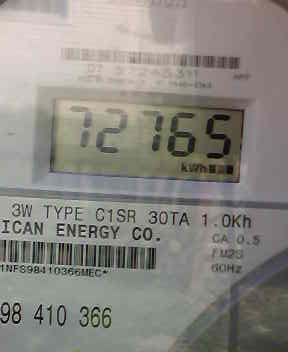 72765
kWh
3W TYPE C1SR 30TA 1.0Kh
ICAN ENERGY CO.
CA 0.5
FM2S
60Hz
1NFS98410366MEC*
98 410 366